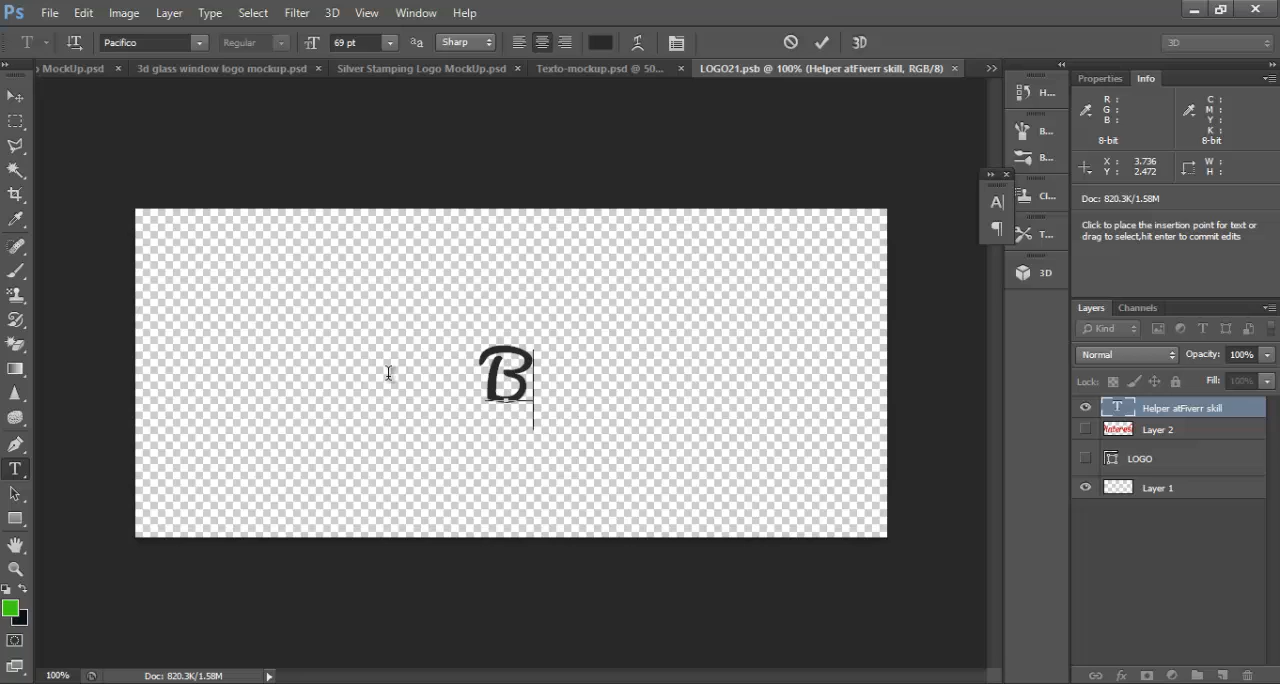 Ps File Edit Image Layer Type Select Filter 3D View Window Help
Pacifico Regular 69 pt aa Sharp 3D 3D
MockUp.psd × 3d glass window logo mockup.psd × Silver Stamping Logo MockUp.psd × Texto-mockup.psd @ 50... × LOGO21.psb @ 100% (Helper atFiverr skill, RGB/8) ×
Properties Info
H...
B...
B...
Cl...
T...
3D
R :
G :
B :
8-bit
C :
M :
Y :
K :
8-bit
X : 3.736
Y : 2.472
W :
H :
Doc: 820.3K/1.58M
Click to place the insertion point for text or
drag to select,hit enter to commit edits
B
Layers Channels
Kind
Normal Opacity: 100%
Lock: Fill: 100%
T Helper atFiverr skill
Layer 2
LOGO
Layer 1
100% Doc: 820.3K/1.58M